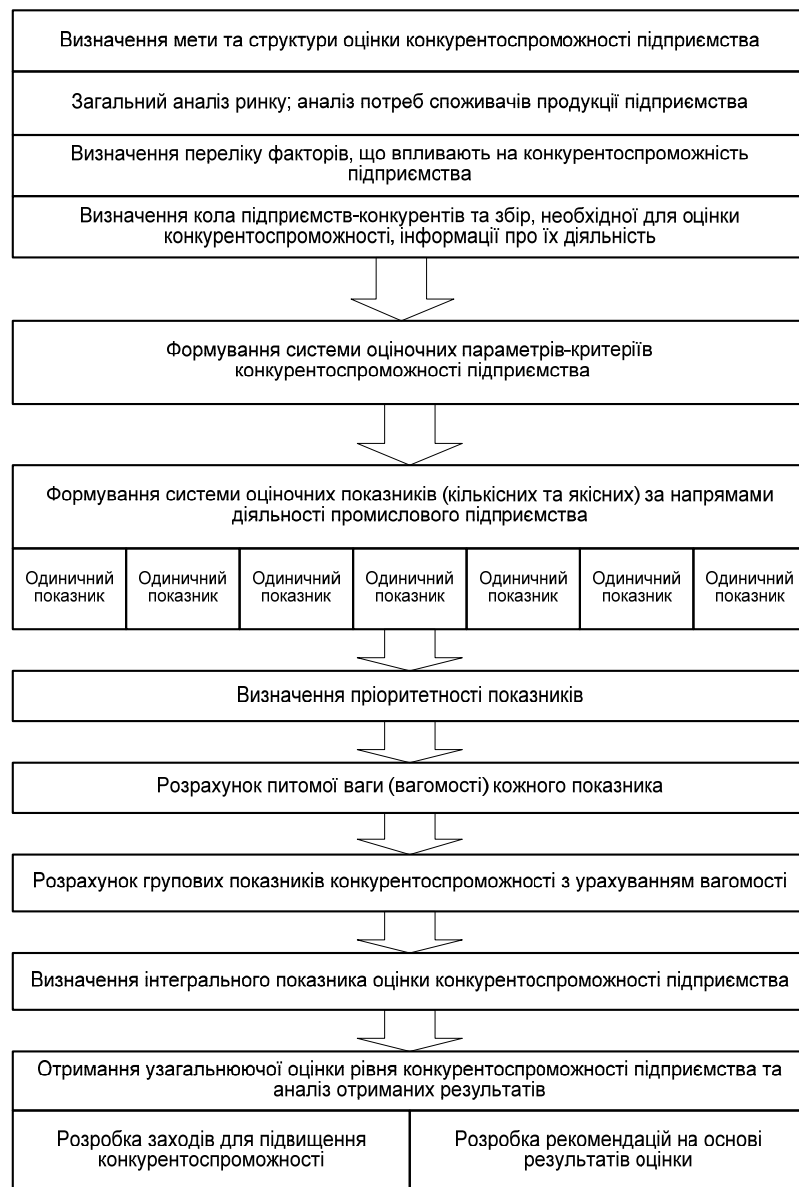 Визначення мети та структури оцінки конкурентоспроможності підприємства
Загальний аналіз ринку; аналіз потреб споживачів продукції підприємства
Визначення переліку факторів, що впливають на конкурентоспроможність
підприємства
Визначення кола підприємств-конкурентів та збір, необхідної для оцінки
конкурентоспроможності, інформації про їх діяльність
Формування системи оціночних параметрів-критеріїв
конкурентоспроможності підприємства
Формування системи оціночних показників (кількісних та якісних) за напрямами
діяльності промислового підприємства
Одиничний
показник
Одиничний
показник
Одиничний
показник
Одиничний
показник
Одиничний
показник
Одиничний
показник
Одиничний
показник
Визначення пріоритетності показників
Розрахунок питомої ваги (вагомості) кожного показника
Розрахунок групових показників конкурентоспроможності з урахуванням вагомості
Визначення інтегрального показника оцінки конкурентоспроможності підприємства
Отримання узагальнюючої оцінки рівня конкурентоспроможності підприємства та
аналіз отриманих результатів
Розробка заходів для підвищення
конкурентоспроможності
Розробка рекомендацій на основі
результатів оцінки